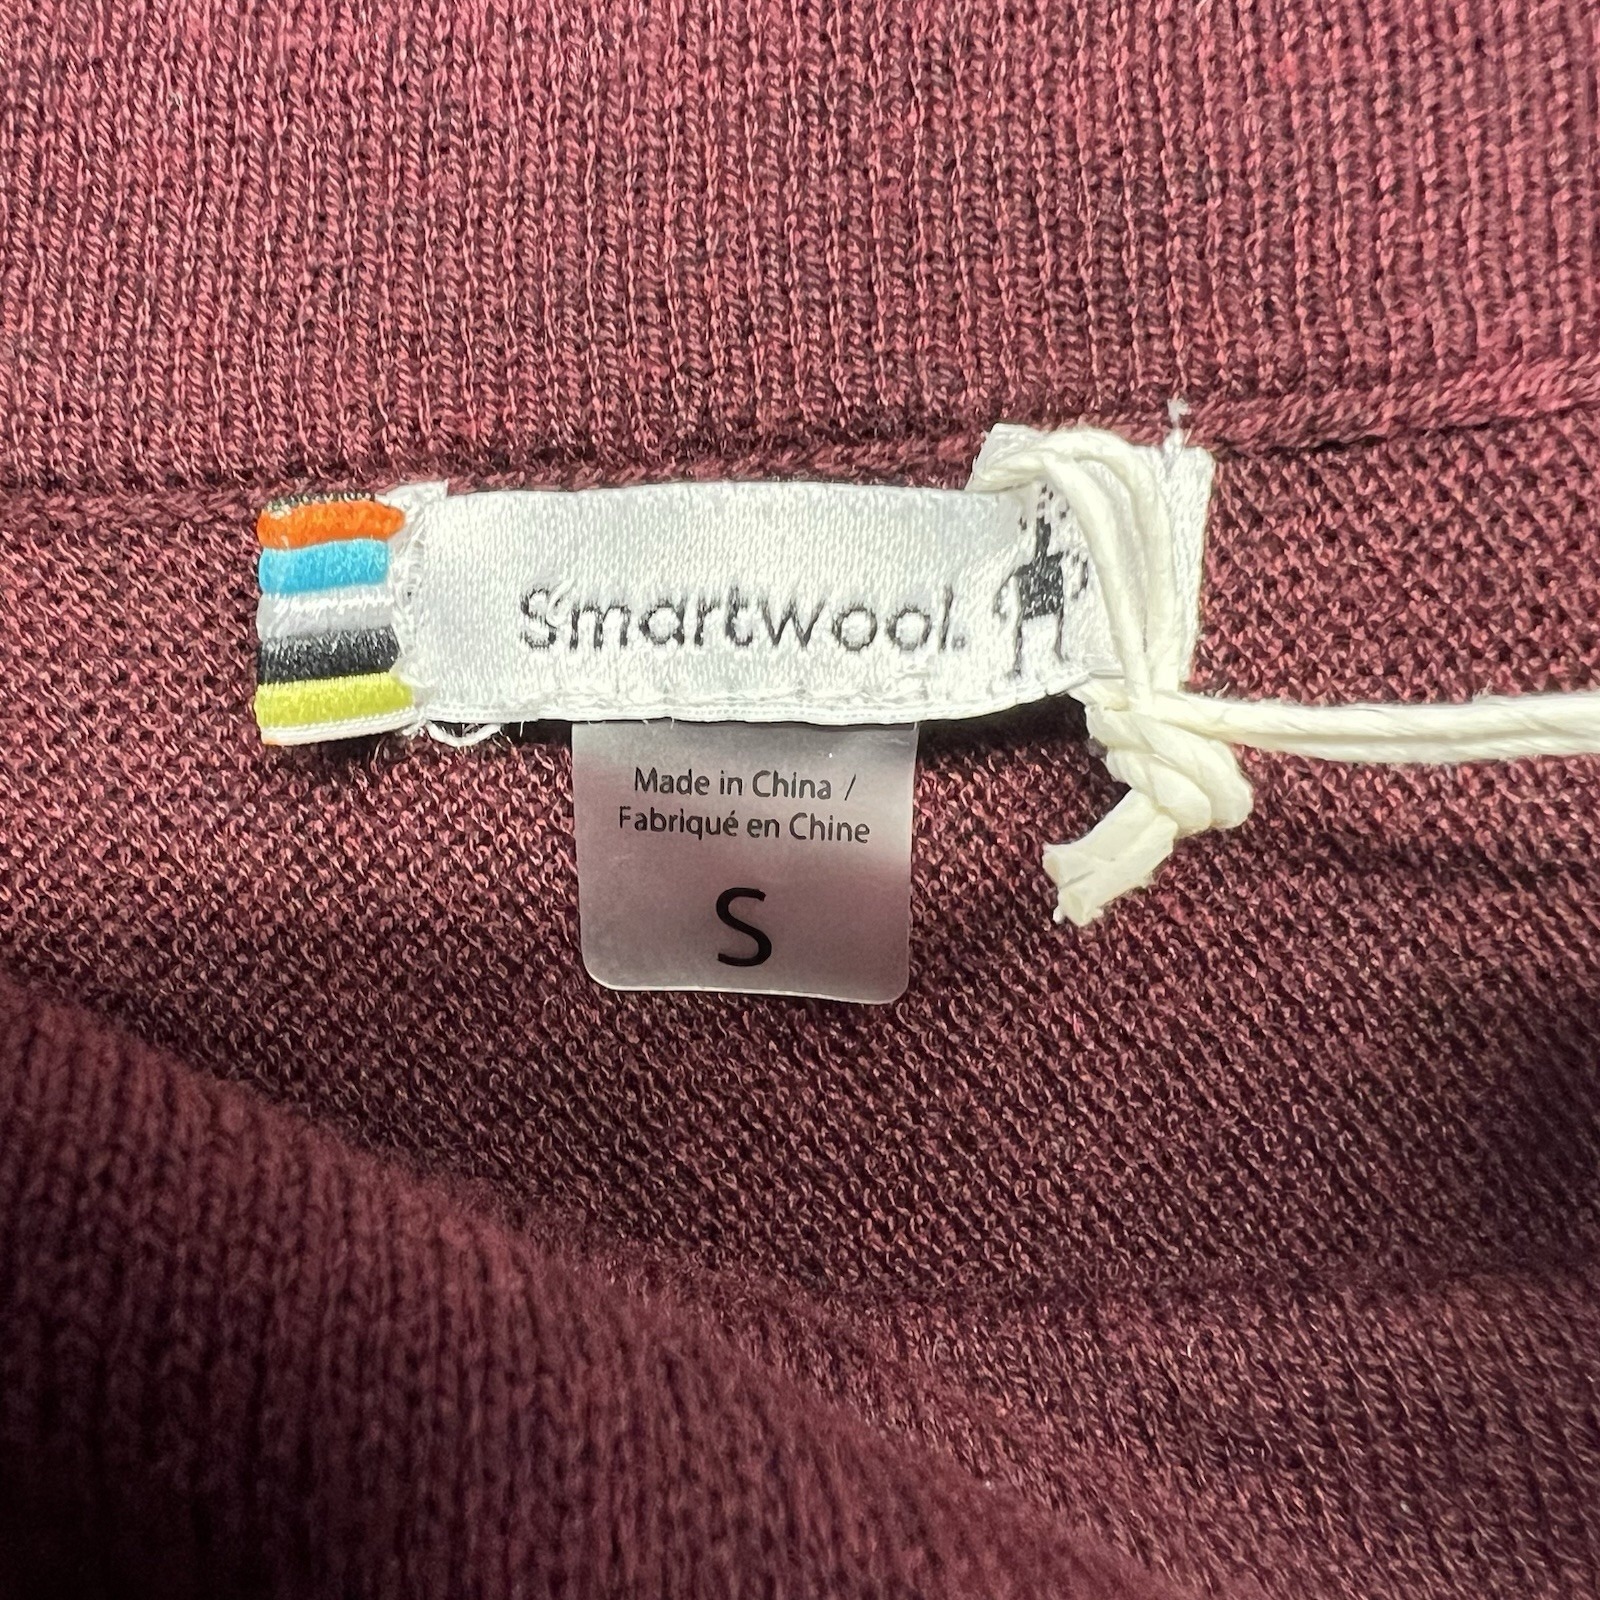 Smartwool.
Made in China /
Fabriqué en Chine
S